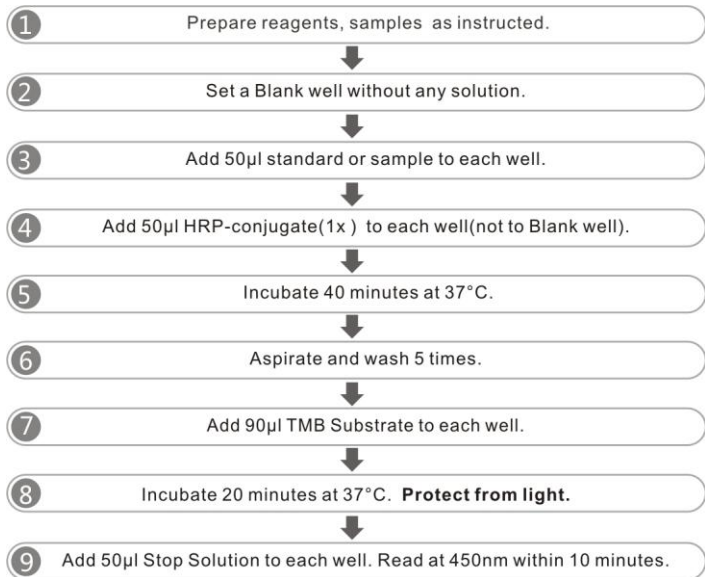 1 Prepare reagents, samples as instructed.
2 Set a Blank well without any solution.
3 Add 50μl standard or sample to each well.
4 Add 50μl HRP-conjugate(1x ) to each well(not to Blank well).
5 Incubate 40 minutes at 37°C.
6 Aspirate and wash 5 times.
7 Add 90μl TMB Substrate to each well.
8 Incubate 20 minutes at 37°C. Protect from light.
9 Add 50μl Stop Solution to each well. Read at 450nm within 10 minutes.